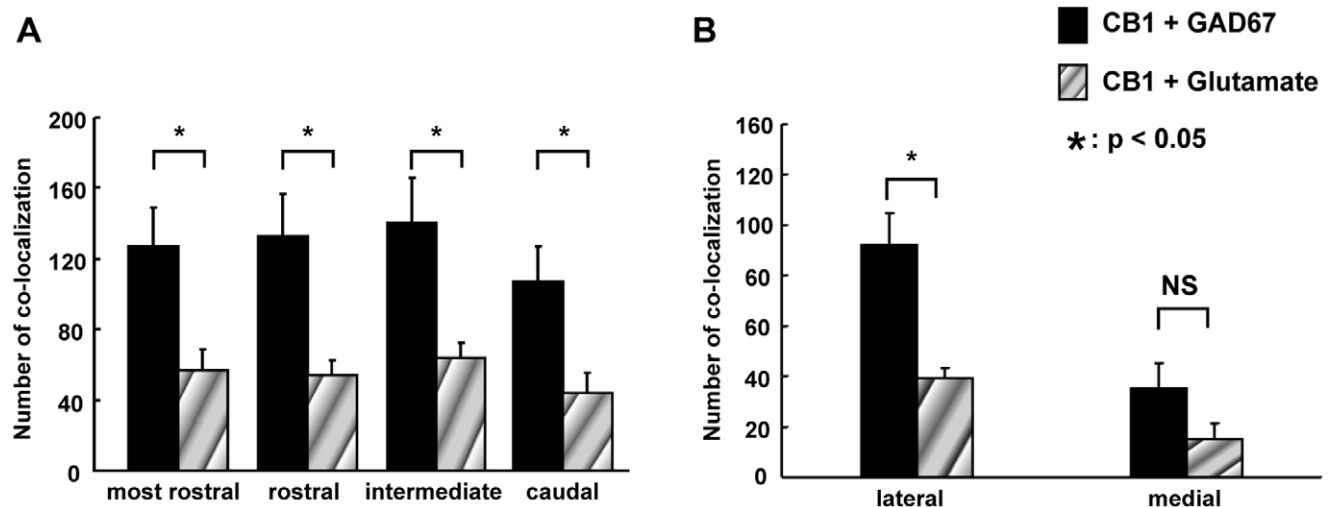 A
Number of co-localization
200
160
120
80
40
0
*
*
*
*
most rostral
rostral
intermediate
caudal
B
CB1 + GAD67
CB1 + Glutamate
*: p < 0.05
Number of co-localization
160
120
100
60
60
40
20
0
*
NS
lateral
medial